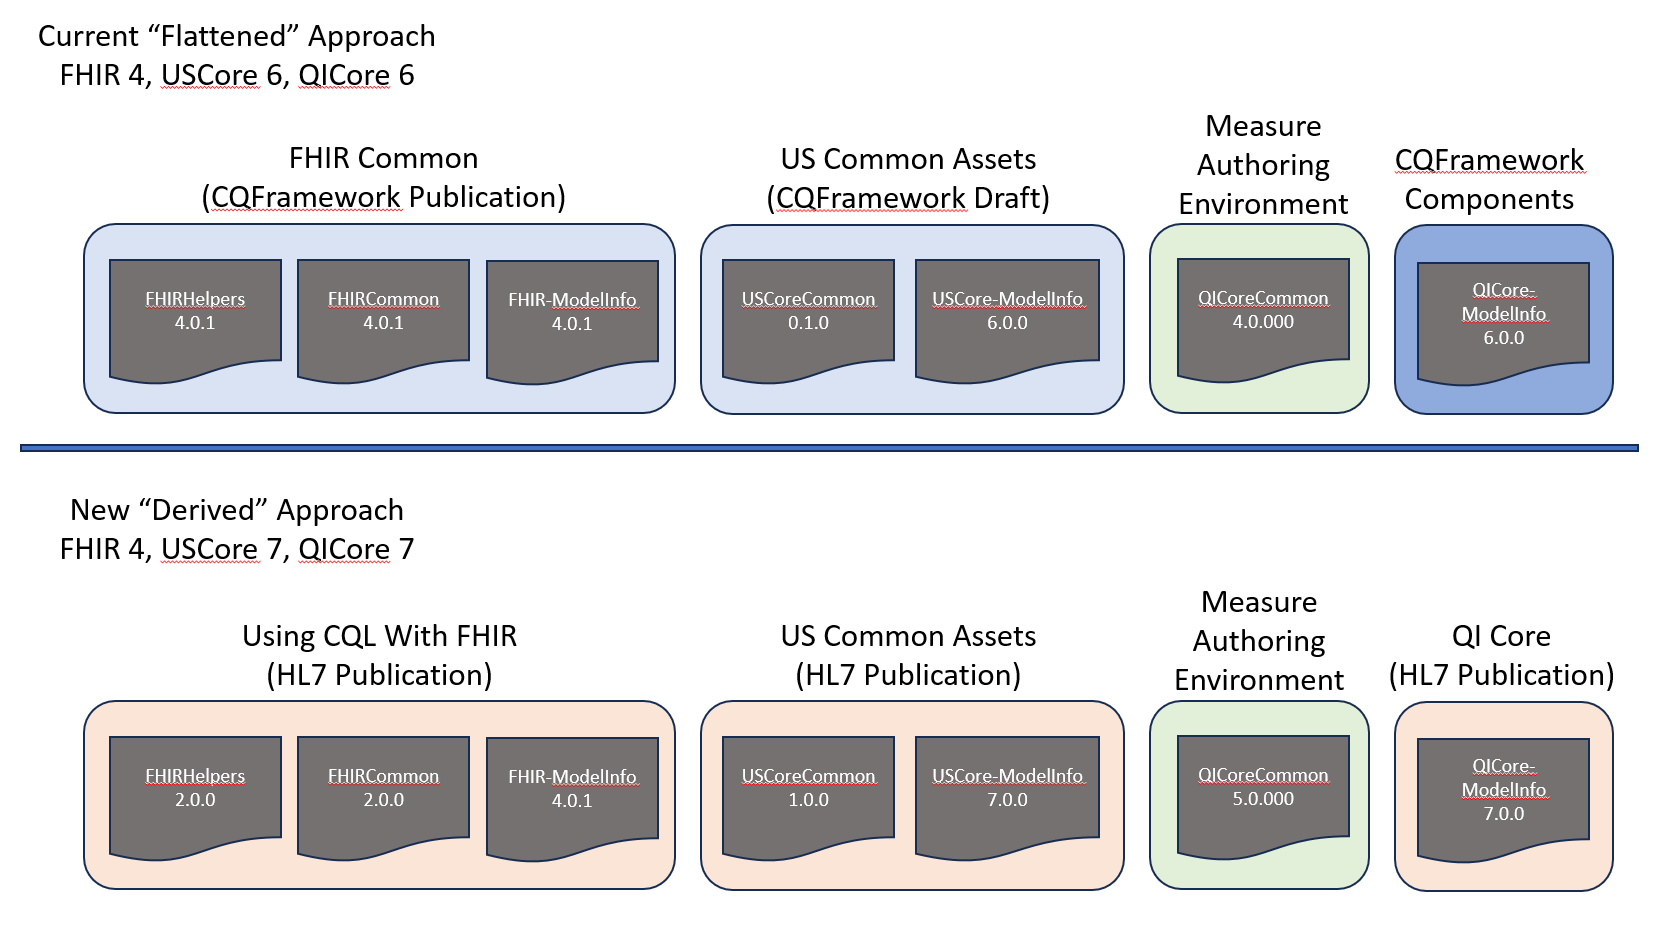 Current “Flattened” Approach
FHIR 4, USCore 6, QICore 6
FHIR Common
(CQFramework Publication)
US Common Assets
(CQFramework Draft)
Measure
Authoring
Environment
CQFramework
Components
FHIRHelpers
4.0.1
FHIRCommon
4.0.1
FHIR-ModelInfo
4.0.1
USCoreCommon
0.1.0
USCore-ModelInfo
6.0.0
QICoreCommon
4.0.000
QICore-
ModelInfo
6.0.0
New “Derived” Approach
FHIR 4, USCore 7, QICore 7
Using CQL With FHIR
(HL7 Publication)
US Common Assets
(HL7 Publication)
Measure
Authoring
Environment
QI Core
(HL7 Publication)
FHIRHelpers
2.0.0
FHIRCommon
2.0.0
FHIR-ModelInfo
4.0.1
USCoreCommon
1.0.0
USCore-ModelInfo
7.0.0
QICoreCommon
5.0.000
QICore-
ModelInfo
7.0.0